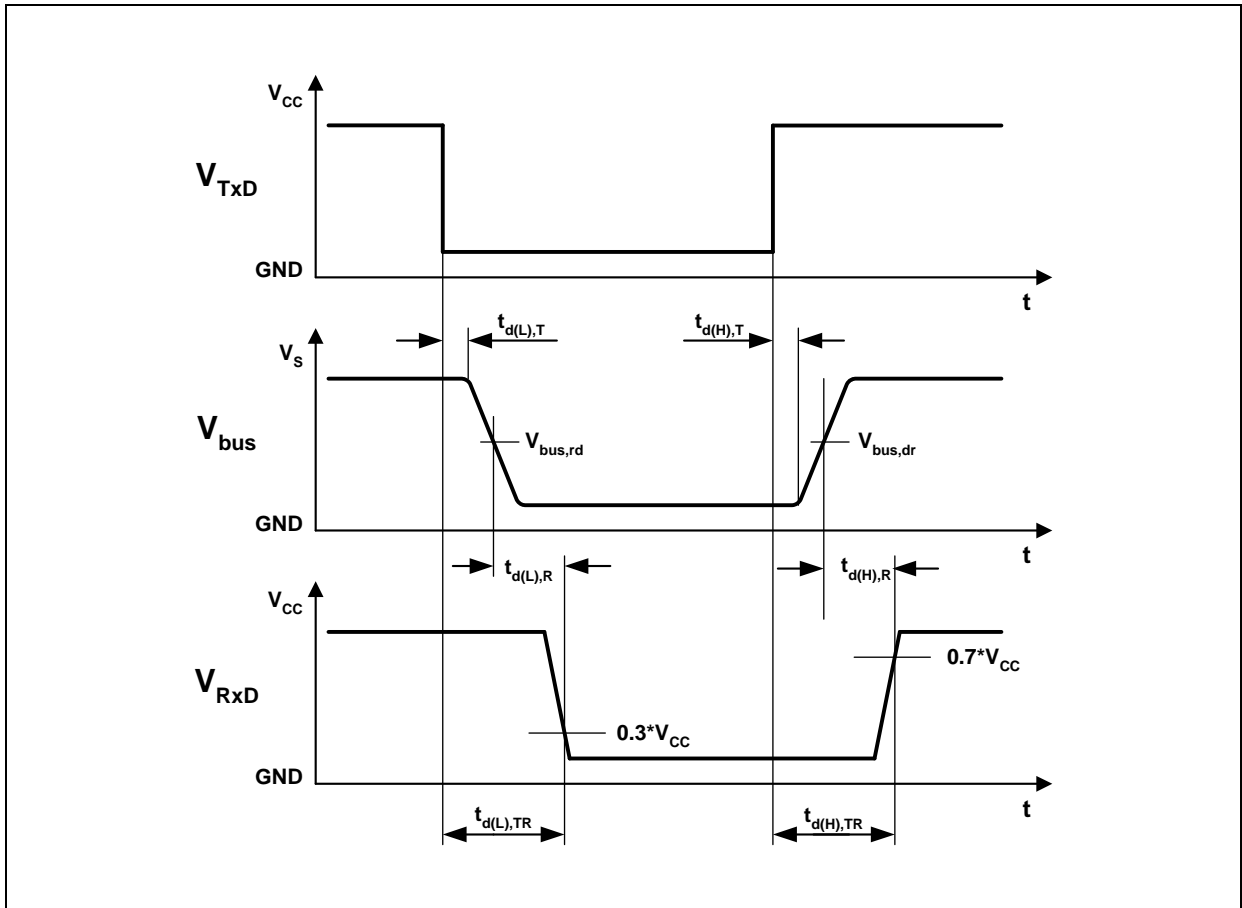 V_CC
V_TxD
GND
t
t_d(L),T
t_d(H),T
V_S
V_bus
V_bus,rd
V_bus,dr
GND
t
t_d(L),R
t_d(H),R
V_CC
V_RxD
0.7*V_CC
0.3*V_CC
GND
t
t_d(L),TR
t_d(H),TR